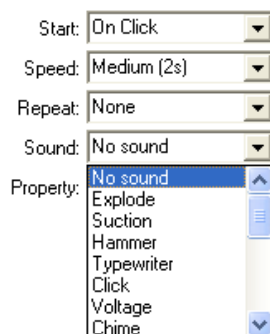 Start: On Click
Speed: Medium (2s)
Repeat: None
Sound: No sound
Property: No sound
Explode
Suction
Hammer
Typewriter
Click
Voltage
Chime